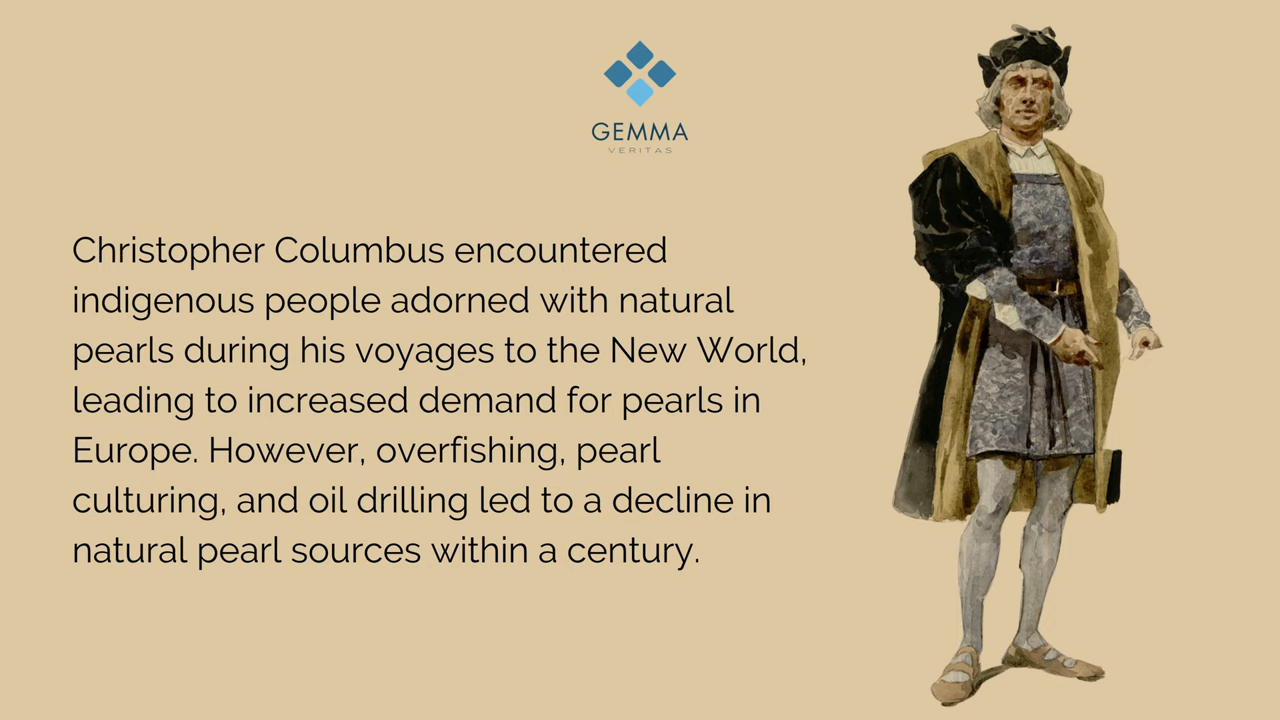 GEMMA
VERITAS
Christopher Columbus encountered
indigenous people adorned with natural
pearls during his voyages to the New World,
leading to increased demand for pearls in
Europe. However, overfishing, pearl
culturing, and oil drilling led to a decline in
natural pearl sources within a century.